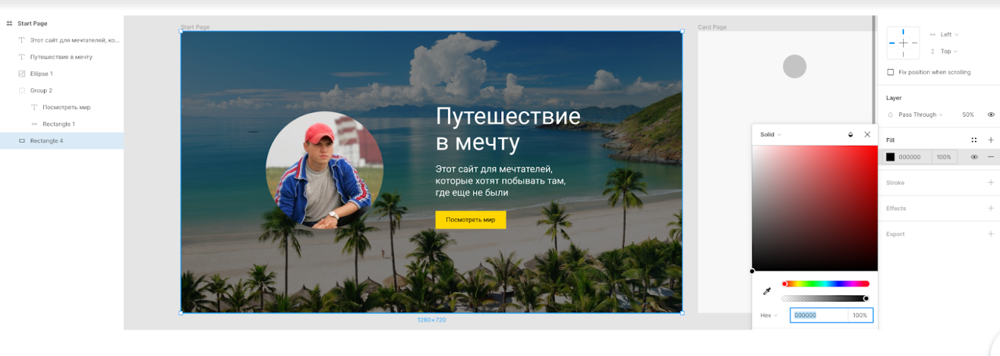 Start Page
Этот сайт для мечтателей, ко...
Путешествие в мечту
Ellipse 1
Group 2
Посмотреть мир
Rectangle 1
Rectangle 4
Start Page
Путешествие
в мечту
Этот сайт для мечтателей,
которые хотят побывать там,
где еще не были
Посмотреть мир
1280×720
Card Page
Solid
Hex
000000
100%
Left
Top
Fix position when scrolling
Layer
Pass Through
50%
Fill
000000
100%
Stroke
Effects
Export